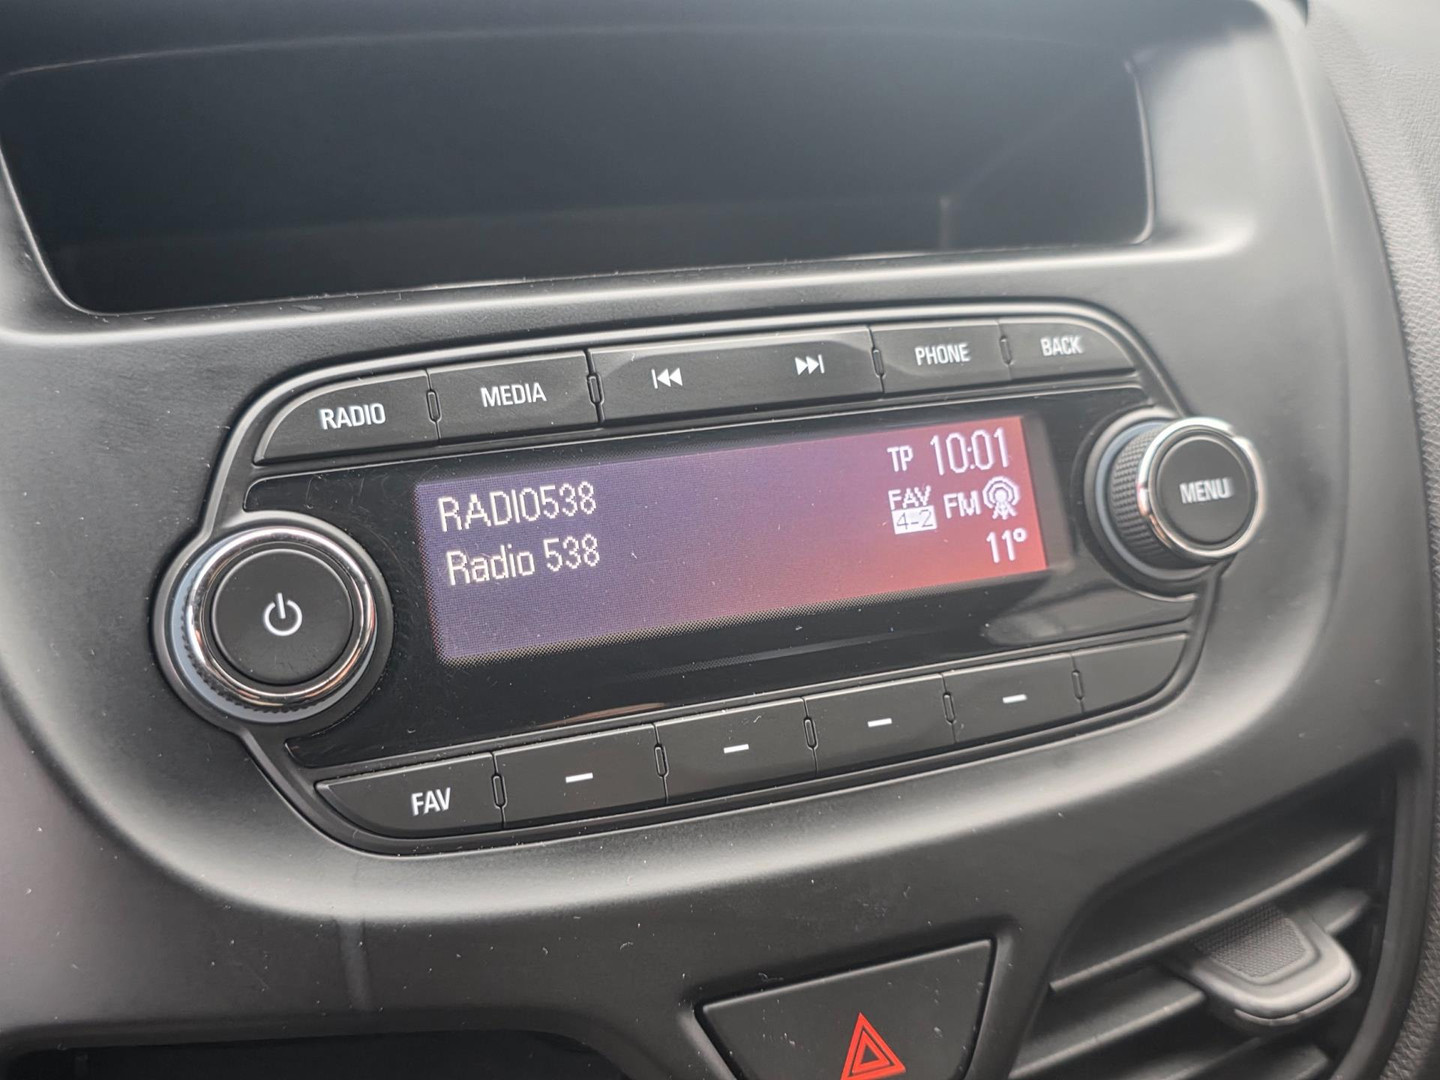 RADIO
MEDIA
PHONE
BACK
RADIO538
TP 10:01
FAV
4-2
FM
Radio 538
11°
MENU
FAV